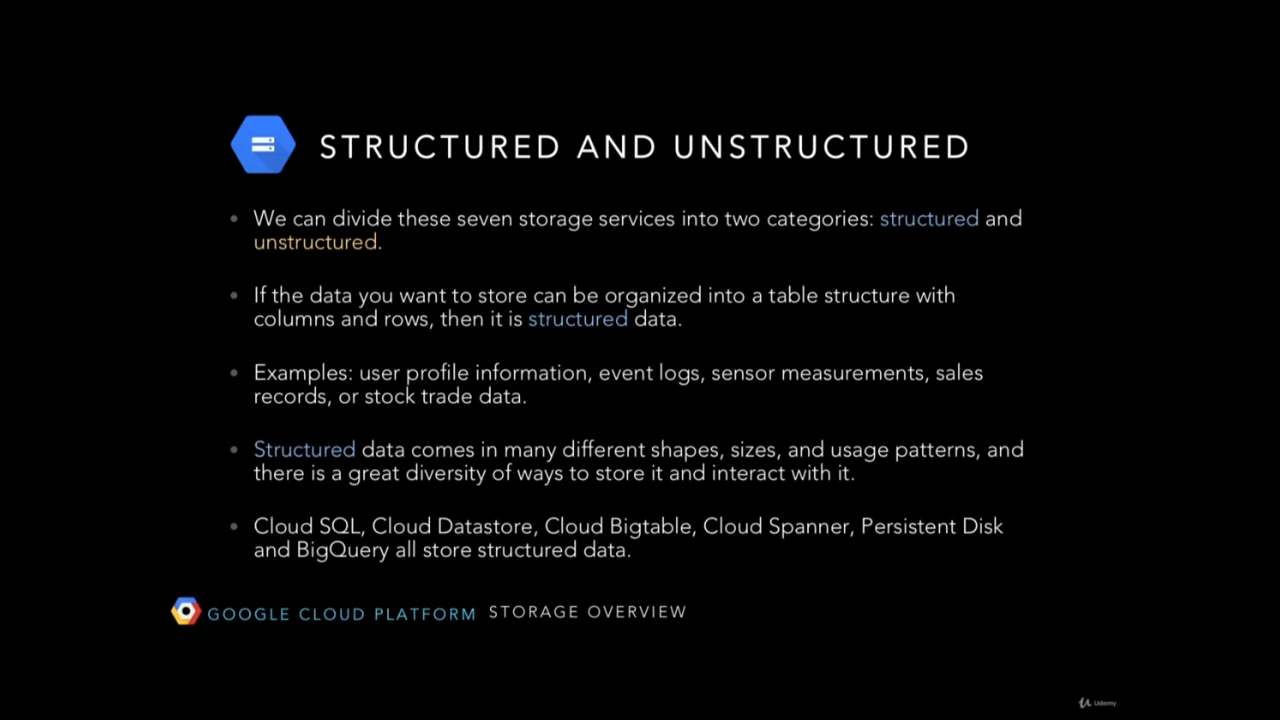 STRUCTURED AND UNSTRUCTURED
• We can divide these seven storage services into two categories: structured and
unstructured.
• If the data you want to store can be organized into a table structure with
columns and rows, then it is structured data.
• Examples: user profile information, event logs, sensor measurements, sales
records, or stock trade data.
• Structured data comes in many different shapes, sizes, and usage patterns, and
there is a great diversity of ways to store it and interact with it.
• Cloud SQL, Cloud Datastore, Cloud Bigtable, Cloud Spanner, Persistent Disk
and BigQuery all store structured data.
GOOGLE CLOUD PLATFORM STORAGE OVERVIEW
Udemy